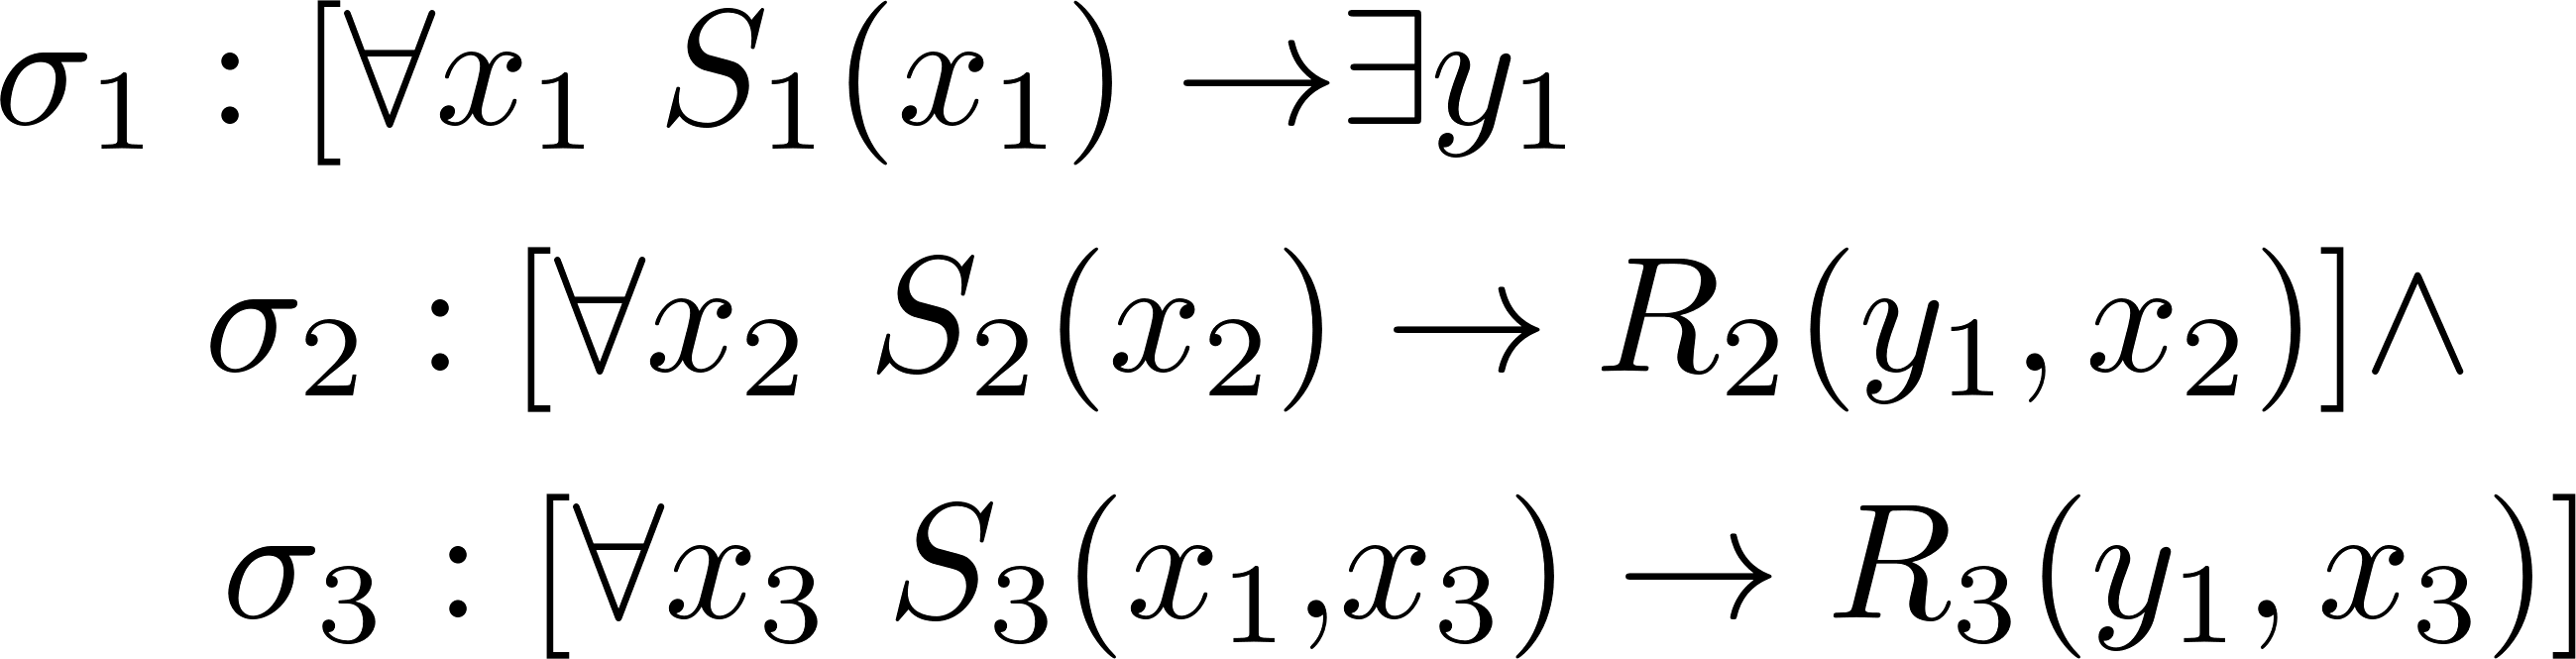 σ₁ : [∀x₁ S₁(x₁) → ∃y₁
σ₂ : [∀x₂ S₂(x₂) → R₂(y₁, x₂)]∧
σ₃ : [∀x₃ S₃(x₁,x₃) → R₃(y₁, x₃)]